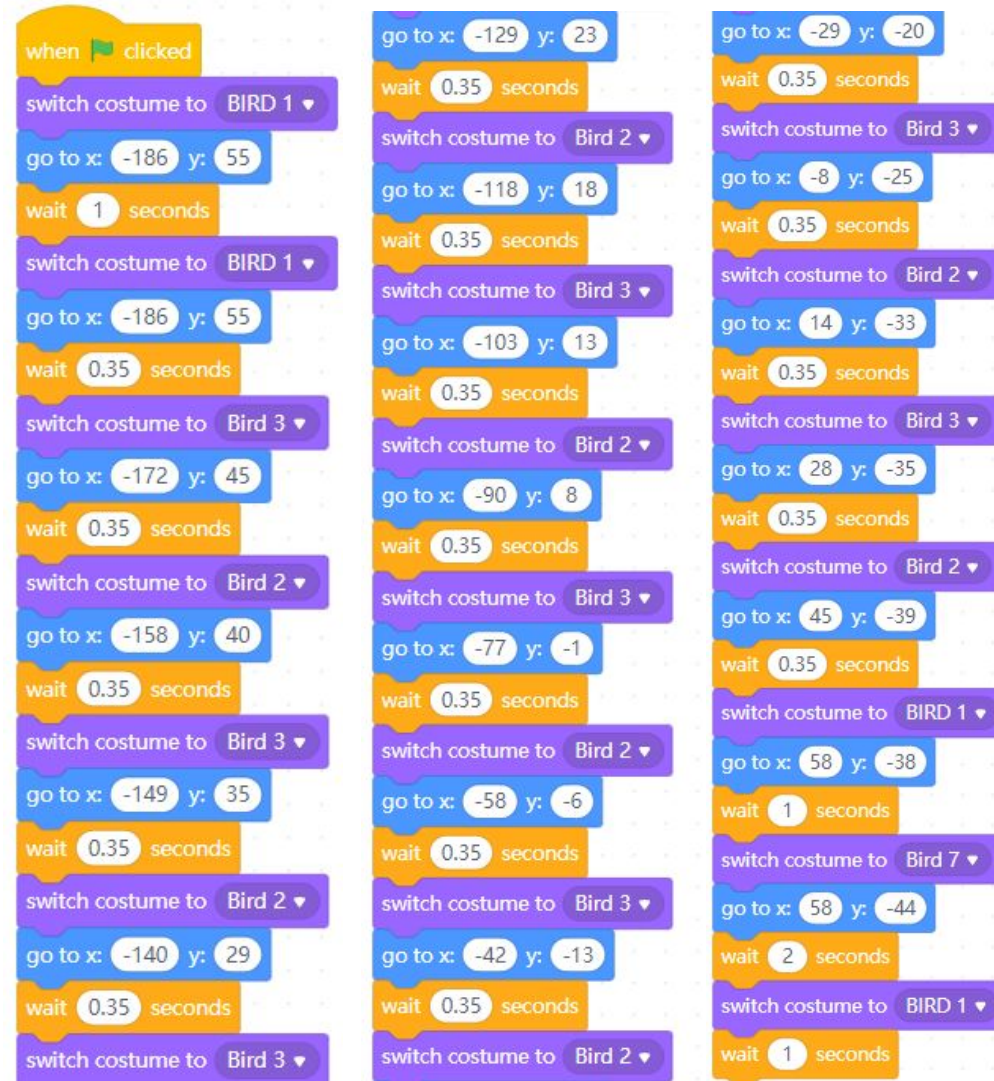 when clicked
switch costume to BIRD 1
go to x: -186 y: 55
wait 1 seconds
switch costume to BIRD 1
go to x: -186 y: 55
wait 0.35 seconds
switch costume to Bird 3
go to x: -172 y: 45
wait 0.35 seconds
switch costume to Bird 2
go to x: -158 y: 40
wait 0.35 seconds
switch costume to Bird 3
go to x: -149 y: 35
wait 0.35 seconds
switch costume to Bird 2
go to x: -140 y: 29
wait 0.35 seconds
switch costume to Bird 3
go to x: -129 y: 23
wait 0.35 seconds
switch costume to Bird 2
go to x: -118 y: 18
wait 0.35 seconds
switch costume to Bird 3
go to x: -103 y: 13
wait 0.35 seconds
switch costume to Bird 2
go to x: -90 y: 8
wait 0.35 seconds
switch costume to Bird 3
go to x: -77 y: -1
wait 0.35 seconds
switch costume to Bird 2
go to x: -58 y: -6
wait 0.35 seconds
switch costume to Bird 3
go to x: -42 y: -13
wait 0.35 seconds
switch costume to Bird 2
go to x: -29 y: -20
wait 0.35 seconds
switch costume to Bird 3
go to x: -8 y: -25
wait 0.35 seconds
switch costume to Bird 2
go to x: 14 y: -33
wait 0.35 seconds
switch costume to Bird 3
go to x: 28 y: -35
wait 0.35 seconds
switch costume to Bird 2
go to x: 45 y: -39
wait 0.35 seconds
switch costume to BIRD 1
go to x: 58 y: -38
wait 1 seconds
switch costume to Bird 7
go to x: 58 y: -44
wait 2 seconds
switch costume to BIRD 1
wait 1 seconds